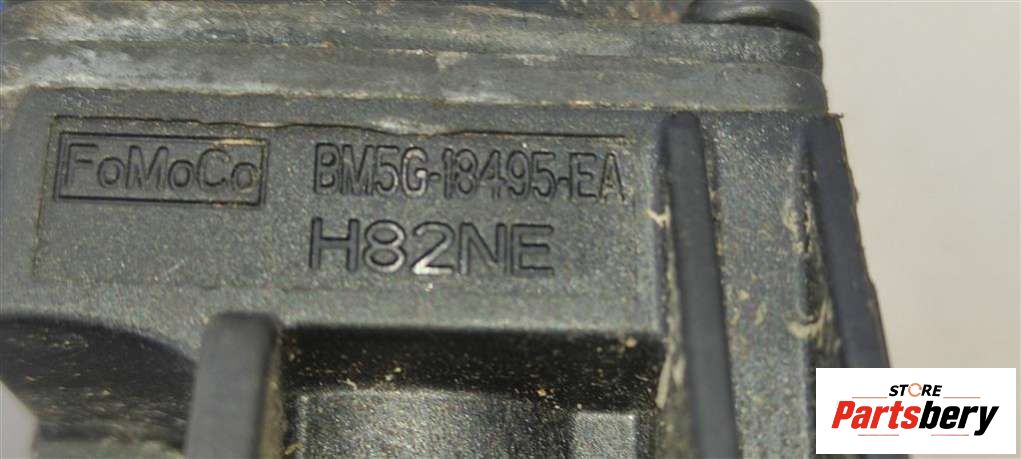 FoMoCo BM5G-18495-EA
H82NE
STORE
Partsbery